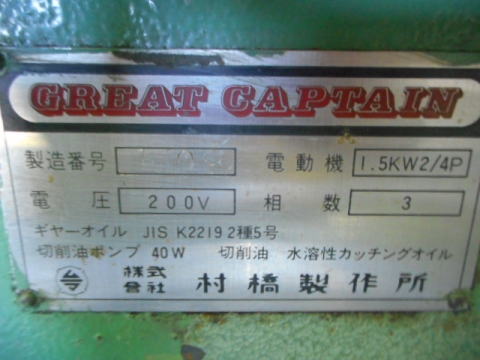 GREAT CAPTAIN
製造番号 電動機 1.5KW2/4P
電圧 200V 相数 3
ギヤーオイル JIS K2219 2種5号
切削油ポンプ 40W 切削油 水溶性カッチングオイル
株式會社 村橋製作所